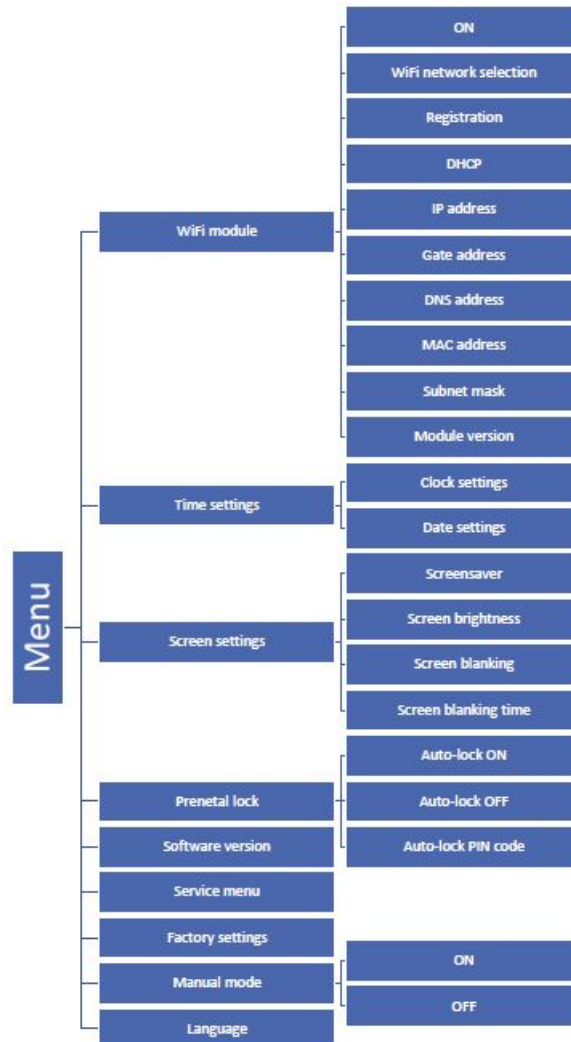 Menu
WiFi module
ON
WiFi network selection
Registration
DHCP
IP address
Gate address
DNS address
MAC address
Subnet mask
Module version
Time settings
Clock settings
Date settings
Screen settings
Screensaver
Screen brightness
Screen blanking
Screen blanking time
Prenetal lock
Auto-lock ON
Auto-lock OFF
Auto-lock PIN code
Software version
Service menu
Factory settings
Manual mode
ON
OFF
Language